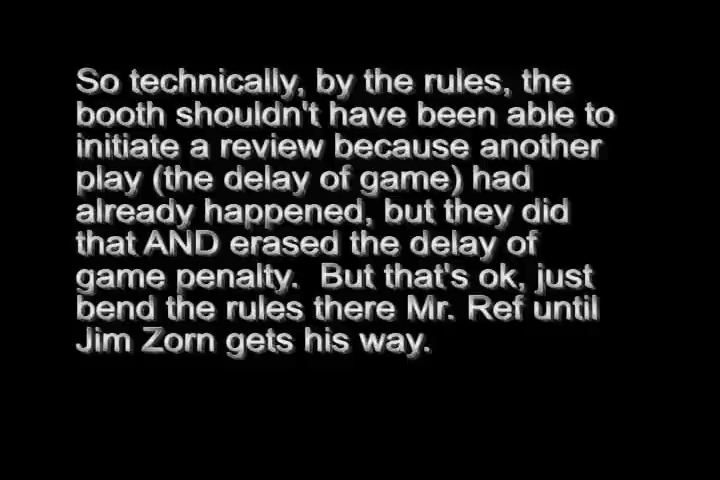 So technically, by the rules, the
booth shouldn't have been able to
initiate a review because another
play (the delay of game) had
already happened, but they did
that AND erased the delay of
game penalty.  But that's ok, just
bend the rules there Mr. Ref until
Jim Zorn gets his way.